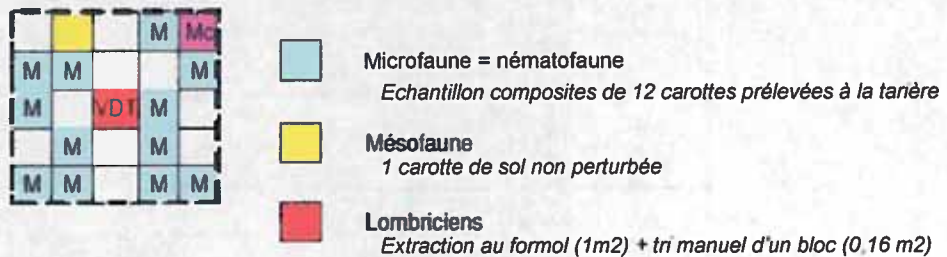 M Mc
M M M
M VDT M
M M
M M M M
Microfaune = nématofaune
Echantillon composites de 12 carottes prélevées à la tarière
Mésofaune
1 carotte de sol non perturbée
Lombriciens
Extraction au formol (1m2) + tri manuel d'un bloc (0,16 m2)